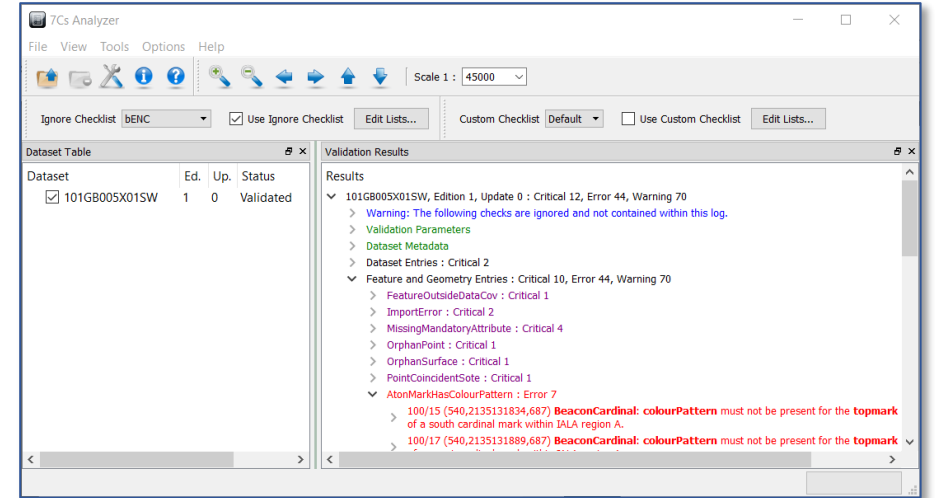 7Cs Analyzer
File View Tools Options Help
Scale 1 : 45000
Ignore Checklist bENC Use Ignore Checklist Edit Lists... Custom Checklist Default Use Custom Checklist Edit Lists...
Dataset Table
Dataset Ed. Up. Status
101GB005X01SW 1 0 Validated
Validation Results
Results
101GB005X01SW, Edition 1, Update 0 : Critical 12, Error 44, Warning 70
Warning: The following checks are ignored and not contained within this log.
Validation Parameters
Dataset Metadata
Dataset Entries : Critical 2
Feature and Geometry Entries : Critical 10, Error 44, Warning 70
FeatureOutsideDataCov : Critical 1
ImportError : Critical 2
MissingMandatoryAttribute : Critical 4
OrphanPoint : Critical 1
OrphanSurface : Critical 1
PointCoincidentSote : Critical 1
AtonMarkHasColourPattern : Error 7
100/15 (540,2135131834,687) BeaconCardinal: colourPattern must not be present for the topmark
of a south cardinal mark within IALA region A.
100/17 (540,2135131889,687) BeaconCardinal: colourPattern must not be present for the topmark